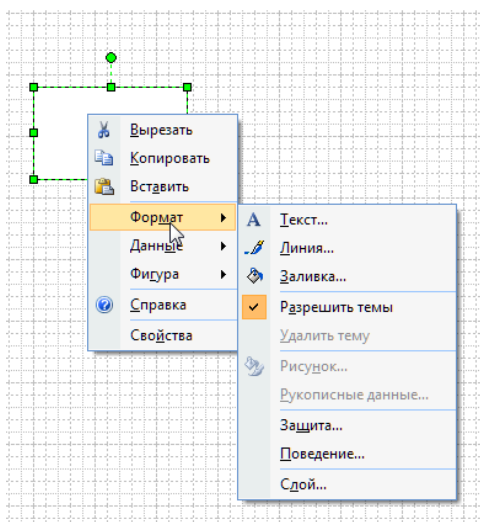 Вырезать
Копировать
Вставить
Формат
Данные
Фигура
Справка
Свойства
Текст...
Линия...
Заливка...
Разрешить темы
Удалить тему
Рисунок...
Рукописные данные...
Защита...
Поведение...
Слой...